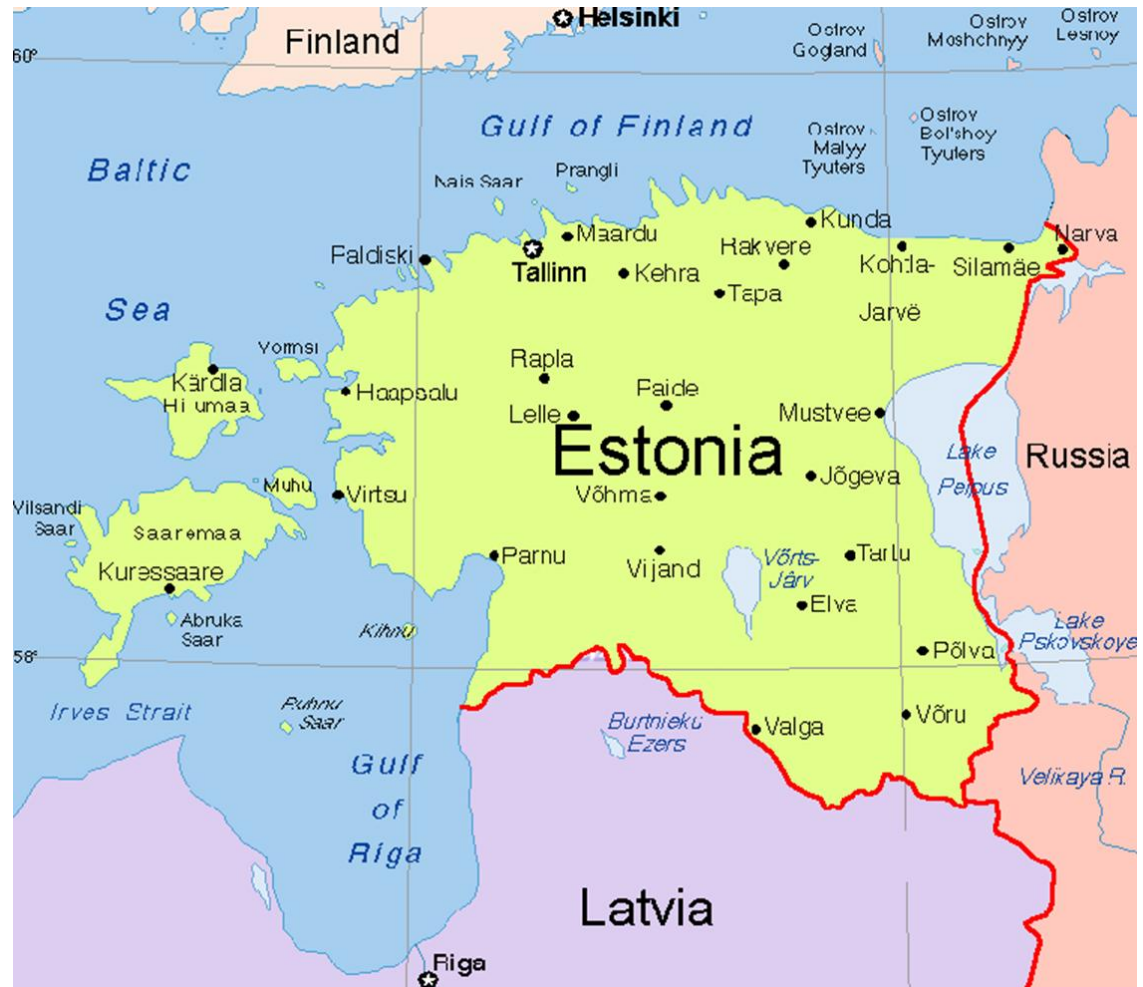 Helsinki
Finland
Ostrov
Gogland
Ostrov
Moshchnyy
Ostrov
Lesnoy
60°
Gulf of Finland
Ostrov
Malyy
Tyuters
Ostrov
Bol'shoy
Tyuters
Baltic
Sea
Nais Saar
Prangli
Paldiski
Tallinn
Maardu
Kehra
Tapa
Rakvere
Kunda
Kohtla-
Jarvë
Silamäe
Narva
Vormsi
Kärdla
Hiiumaa
Haapsalu
Rapla
Lelle
Paide
Mustvee
Estonia
Lake
Peipus
Russia
Muhu
Virtsu
Võhma
Jõgeva
Vilsandi
Saar
Saaremaa
Kuressaare
Parnu
Vijand
Võrts-
Järv
Tartu
Elva
Abruka
Saar
Kihnu
Põlva
Lake
Pskovskoye
58°
Irves Strait
Ruhnu
Saar
Burtnieku
Ezers
Valga
Võru
Velikaya R.
Gulf
of
Riga
Latvia
Riga